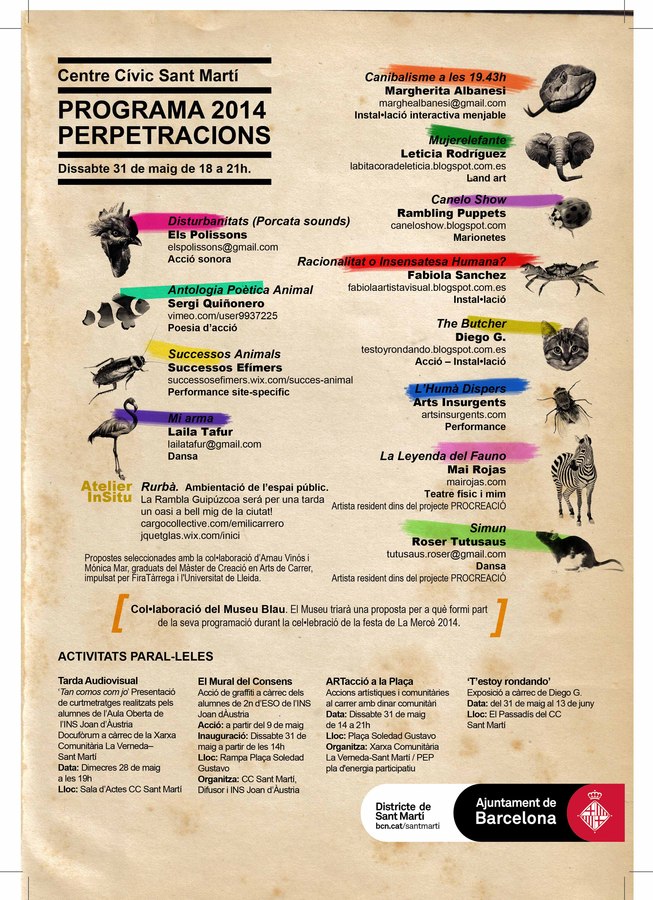 Centre Cívic Sant Martí
PROGRAMA 2014
PERPETRACIONS
Dissabte 31 de maig de 18 a 21h.
Disturbanitats (Porcata sounds)
Els Polissons
elspolissons@gmail.com
Acció sonora
Antologia Poètica Animal
Sergi Quiñonero
vimeo.com/user9937225
Poesia d’acció
Successos Animals
Successos Efímers
successosefimers.wix.com/succes-animal
Performance site-specific
Mi arma
Laila Tafur
lailatafur@gmail.com
Dansa
Atelier
InSitu
Rurbà. Ambientació de l’espai públic.
La Rambla Guipúzcoa serà per una tarda
un oasi a bell mig de la ciutat!
cargocollective.com/emilicarrero
jquetglas.wix.com/inici
Propostes seleccionades amb la col•laboració d’Arnau Vinós i
Mónica Mar, graduats del Màster de Creació en Arts de Carrer,
impulsat per FiraTàrrega i l'Universitat de Lleida.
Canibalisme a les 19.43h
Margherita Albanesi
marghealbanesi@gmail.com
Instal•lació interactiva menjable
Mujerelefante
Leticia Rodríguez
labitacoradeleticia.blogspot.com.es
Land art
Canelo Show
Rambling Puppets
caneloshow.blogspot.com
Marionetes
Racionalitat o Insensatesa Humana?
Fabiola Sanchez
fabiolaartistavisual.blogspot.com.es
Instal•lació
The Butcher
Diego G.
testoyrondando.blogspot.com.es
Acció – Instal•lació
L’Humà Dispers
Arts Insurgents
artsinsurgents.com
Performance
La Leyenda del Fauno
Mai Rojas
mairojas.com
Teatre físic i mim
Artista resident dins del projecte PROCREACIÓ
Simun
Roser Tutusaus
tutusaus.roser@gmail.com
Dansa
Artista resident dins del projecte PROCREACIÓ
[ Col•laboració del Museu Blau. El Museu triarà una proposta per a què formi part
de la seva programació durant la cel•lebració de la festa de La Mercè 2014. ]
ACTIVITATS PARAL-LELES
Tarda Audiovisual
‘Tan comos com jo’ Presentació
de curtmetratges realitzats pels
alumnes de l’Aula Oberta de
l’INS Joan d’Àustria
Docufòrum a càrrec de la Xarxa
Comunitària La Verneda–
Sant Martí
Data: Dimecres 28 de maig
a les 19h
Lloc: Sala d’Actes CC Sant Martí
El Mural del Consens
Acció de graffiti a càrrec dels
alumnes de 2n d’ESO de l’INS
Joan dÀustria
Acció: a partir del 9 de maig
Inauguració: Dissabte 31 de
maig a partir de les 14h
Lloc: Rampa Plaça Soledad
Gustavo
Organitza: CC Sant Martí,
Difusor i INS Joan d’Àustria
ARTacció a la Plaça
Accions artístiques i comunitàries
al carrer amb dinar comunitàri
Data: Dissabte 31 de maig
de 14 a 21h
Lloc: Plaça Soledad Gustavo
Organitza: Xarxa Comunitària
La Verneda-Sant Martí / PEP
pla d'energia participatiu
‘T’estoy rondando’
Exposició a càrrec de Diego G.
Data: del 31 de maig al 13 de juny
Lloc: El Passadís del CC
Sant Martí
Districte de
Sant Martí
bcn.cat/santmarti
Ajuntament de
Barcelona